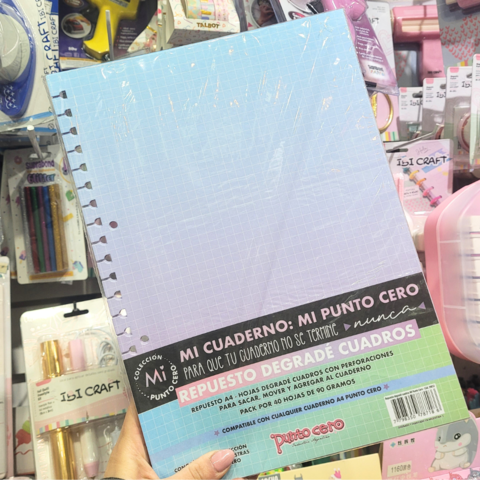 TALBOT
IBI CRAFT
IBI CRAFT
COLECCIÓN
Mi
PUNTO CERO
MI CUADERNO: MI PUNTO CERO
PARA QUE TU CUADERNO NO SE TERMINE nunca
REPUESTO DEGRADE CUADROS
REPUESTO A4 - HOJAS DEGRADE CUADROS CON PERFORACIONES
PARA SACAR, MOVER Y AGREGAR AL CUADERNO
PACK POR 40 HOJAS DE 90 GRAMOS
COMPATIBLE CON CUALQUIER CUADERNO A4 PUNTO CERO
punto cero